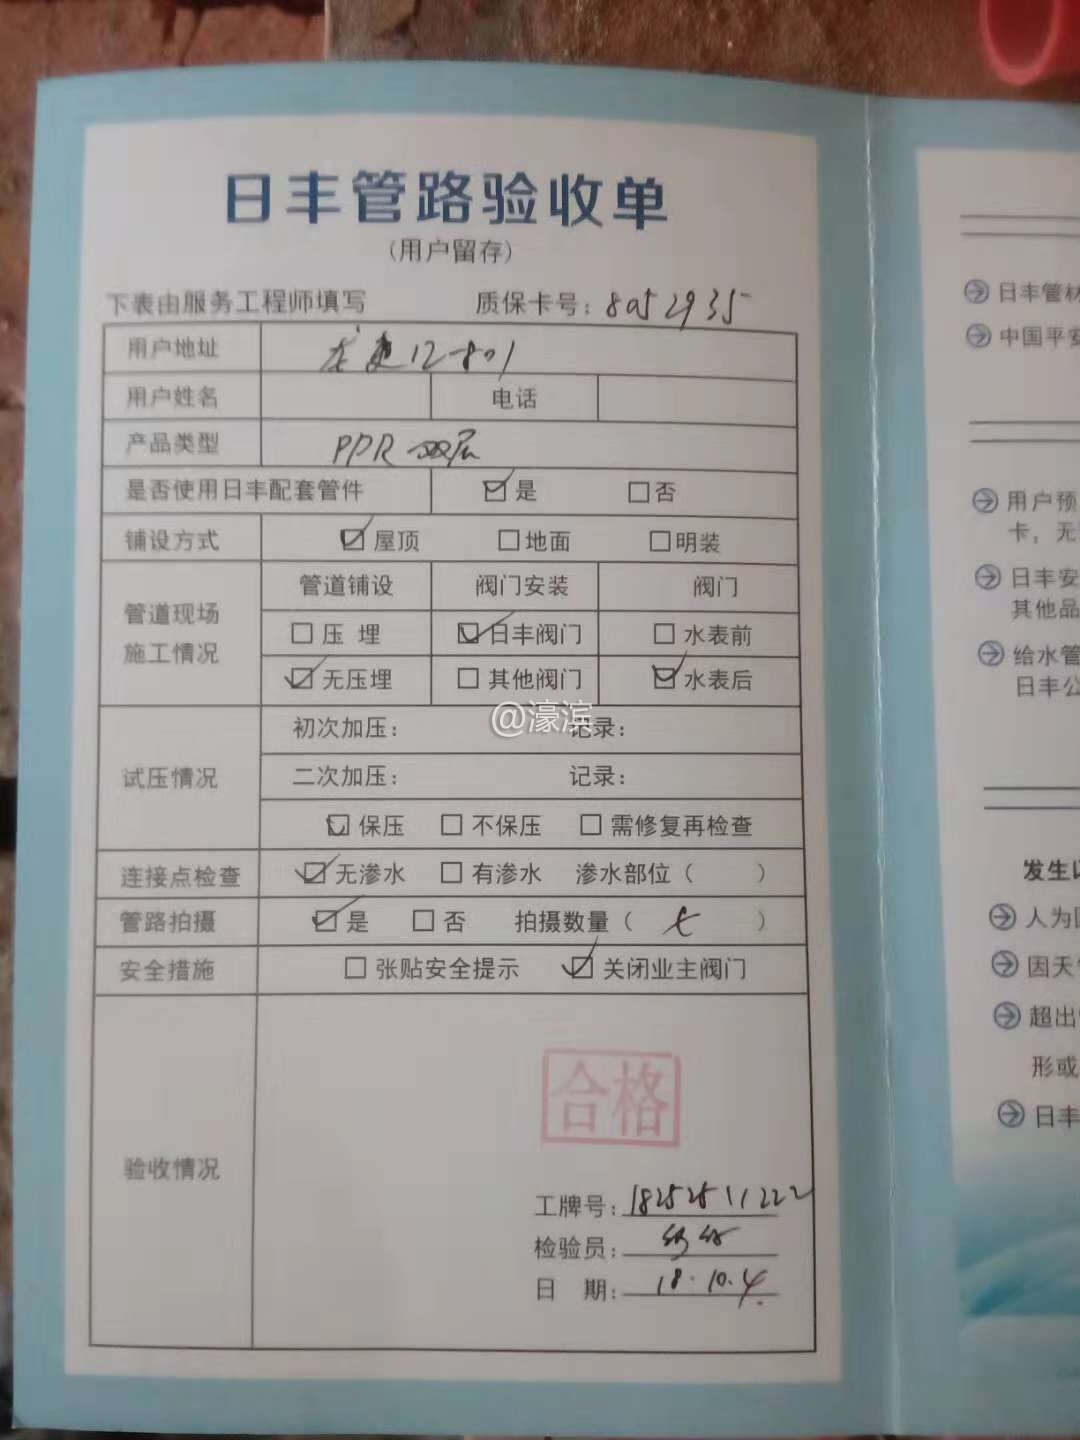 日丰管路验收单
(用户留存)
下表由服务工程师填写 质保卡号: 8052935
用户地址 12-801
用户姓名 电话
产品类型 PPR 双层
是否使用日丰配套管件 ☑是 □否
铺设方式 ☑屋顶 □地面 □明装
管道现场施工情况 管道铺设 阀门安装 阀门
□压 埋 ☑日丰阀门 □水表前
☑无压埋 □其他阀门 ☑水表后
试压情况 初次加压: 记录:
二次加压: 记录:
☑保压 □不保压 □需修复再检查
连接点检查 ☑无渗水 □有渗水 渗水部位( )
管路拍摄 ☑是 □否 拍摄数量( 七 )
安全措施 □张贴安全提示 ☑关闭业主阀门
验收情况
合格
工牌号: 18252511222
检验员:
日 期: 18.10.4.
@濠滨
日丰管材
中国平安
用户预
卡，无
日丰安
其他品
给水管
日丰公
发生以
人为因
因天
超出
形或
日丰